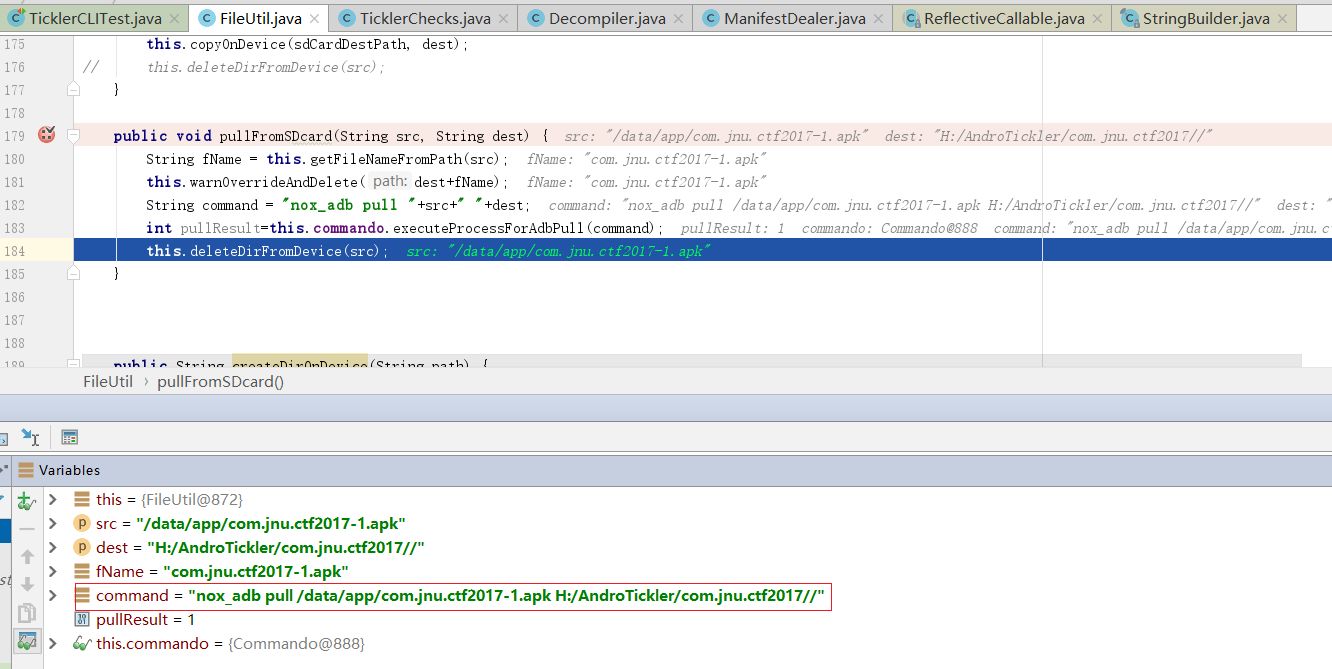 TicklerCLITest.java FileUtil.java TicklerChecks.java Decompiler.java ManifestDealer.java ReflectiveCallable.java StringBuilder.java
175 this.copyOnDevice(sdCardDestPath, dest);
176 // this.deleteDirFromDevice(src);
177 }
178
179 public void pullFromSDcard(String src, String dest) { src: "/data/app/com.jnu.ctf2017-1.apk" dest: "H:/AndroTickler/com.jnu.ctf2017//"
180 String fName = this.getFileNameFromPath(src); fName: "com.jnu.ctf2017-1.apk"
181 this.warnOverrideAndDelete( path: dest+fName); fName: "com.jnu.ctf2017-1.apk"
182 String command = "nox_adb pull "+src+" "+dest; command: "nox_adb pull /data/app/com.jnu.ctf2017-1.apk H:/AndroTickler/com.jnu.ctf2017//" dest: "
183 int pullResult=this.commando.executeProcessForAdbPull(command); pullResult: 1 commando: Commando@888 command: "nox_adb pull /data/app/com.jnu.c
184 this.deleteDirFromDevice(src); src: "/data/app/com.jnu.ctf2017-1.apk"
185 }
186
187
188
189 public String createDirOnDevice(String path) {
FileUtil › pullFromSDcard()
Variables
this = {FileUtil@872}
src = "/data/app/com.jnu.ctf2017-1.apk"
dest = "H:/AndroTickler/com.jnu.ctf2017//"
fName = "com.jnu.ctf2017-1.apk"
command = "nox_adb pull /data/app/com.jnu.ctf2017-1.apk H:/AndroTickler/com.jnu.ctf2017//"
pullResult = 1
this.commando = {Commando@888}